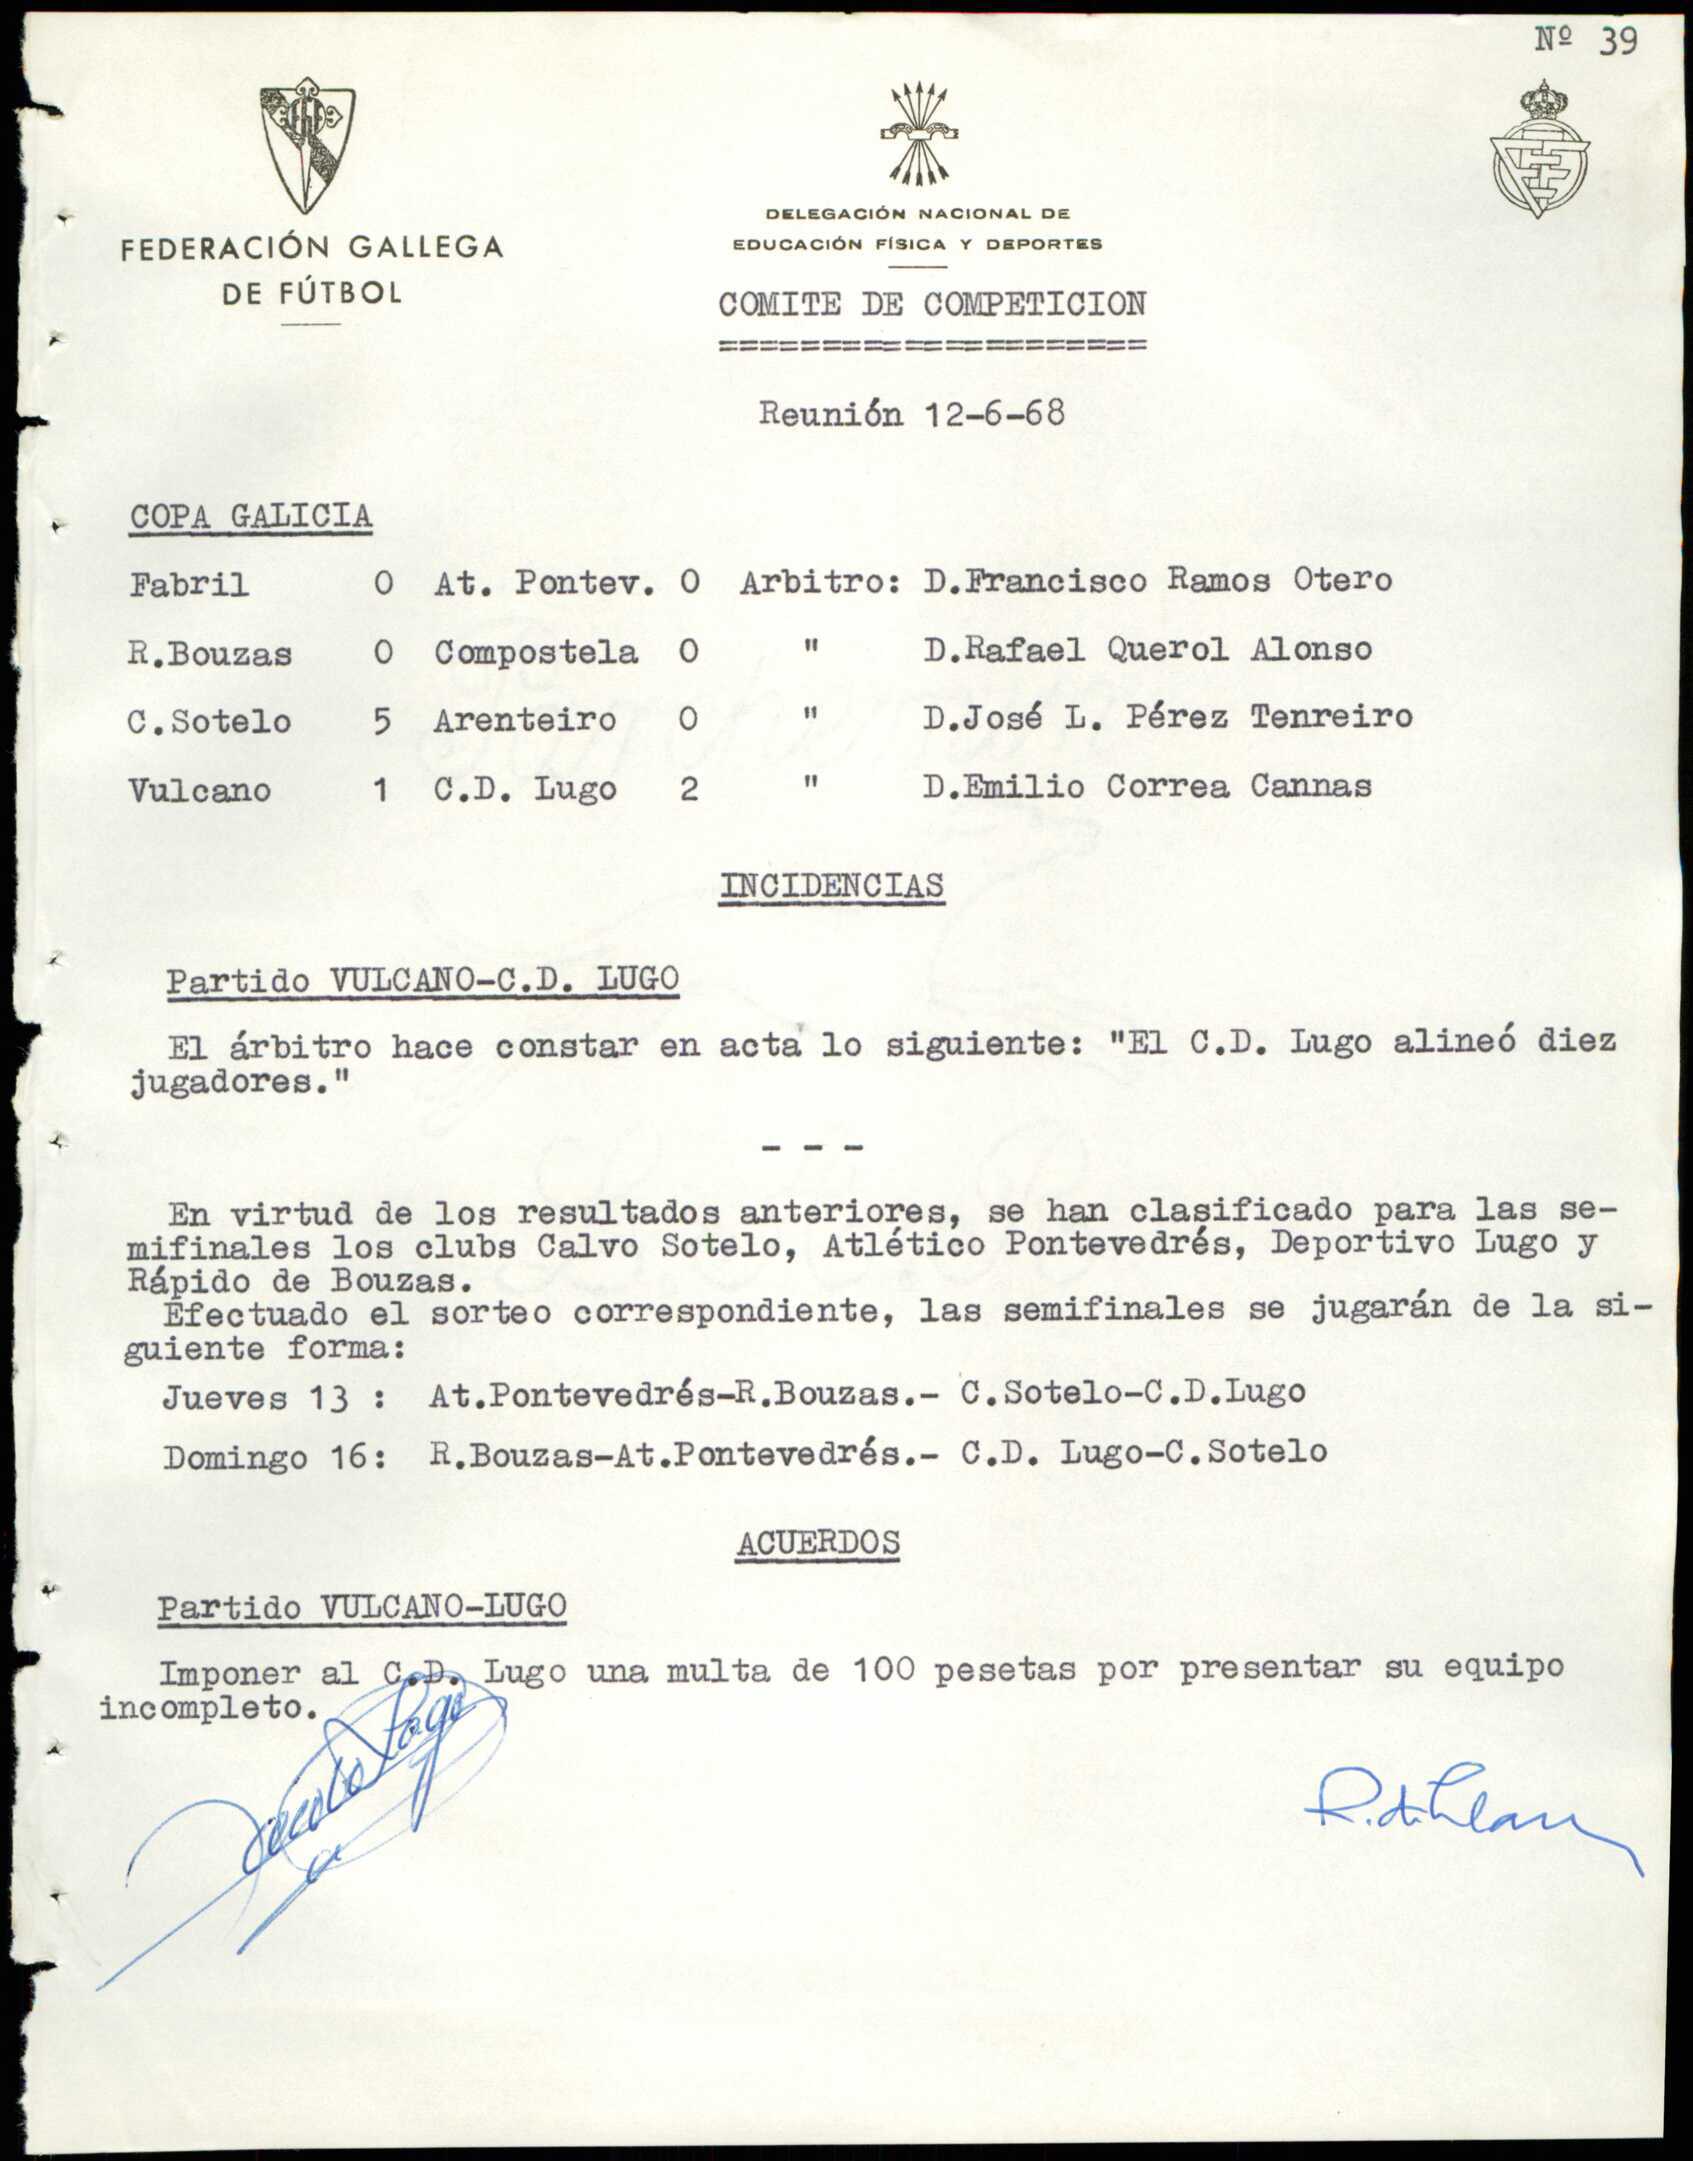 Nº 39
FEDERACIÓN GALLEGA
DE FÚTBOL
DELEGACIÓN NACIONAL DE
EDUCACIÓN FÍSICA Y DEPORTES
COMITE DE COMPETICION
=====================
Reunión 12-6-68
COPA GALICIA
Fabril 0 At. Pontev. 0 Arbitro: D.Francisco Ramos Otero
R.Bouzas 0 Compostela 0 " D.Rafael Querol Alonso
C.Sotelo 5 Arenteiro 0 " D.José L. Pérez Tenreiro
Vulcano 1 C.D. Lugo 2 " D.Emilio Correa Cannas
INCIDENCIAS
Partido VULCANO-C.D. LUGO
El árbitro hace constar en acta lo siguiente: "El C.D. Lugo alineó diez
jugadores."
- - -
En virtud de los resultados anteriores, se han clasificado para las se-
mifinales los clubs Calvo Sotelo, Atlético Pontevedrés, Deportivo Lugo y
Rápido de Bouzas.
Efectuado el sorteo correspondiente, las semifinales se jugarán de la si-
guiente forma:
Jueves 13 : At.Pontevedrés-R.Bouzas.- C.Sotelo-C.D.Lugo
Domingo 16: R.Bouzas-At.Pontevedrés.- C.D. Lugo-C.Sotelo
ACUERDOS
Partido VULCANO-LUGO
Imponer al C.D. Lugo una multa de 100 pesetas por presentar su equipo
incompleto.